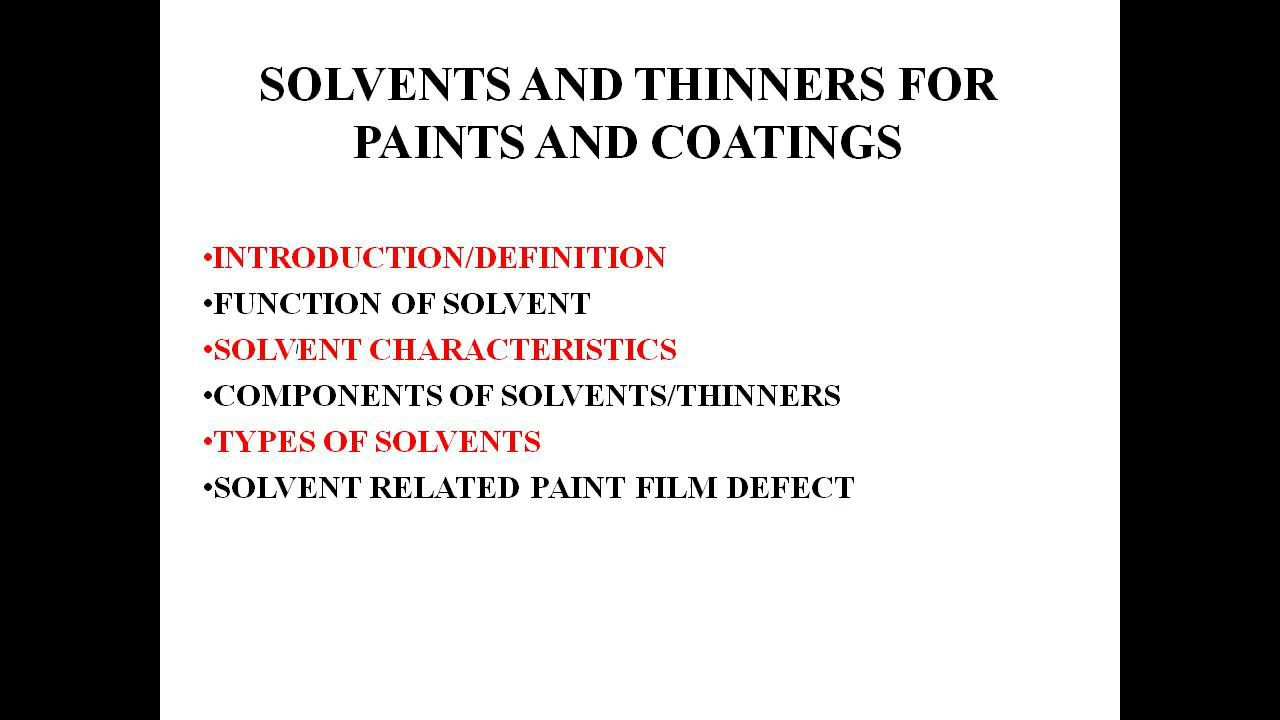 SOLVENTS AND THINNERS FOR
PAINTS AND COATINGS
•INTRODUCTION/DEFINITION
•FUNCTION OF SOLVENT
•SOLVENT CHARACTERISTICS
•COMPONENTS OF SOLVENTS/THINNERS
•TYPES OF SOLVENTS
•SOLVENT RELATED PAINT FILM DEFECT